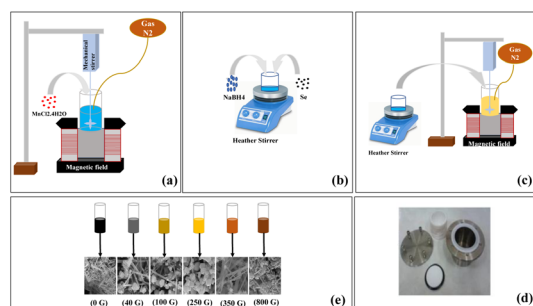 Gas
N2
Mechanical
stirrer
MnCl2.4H2O
Magnetic field
(a)
NaBH4
Se
Heather Stirrer
(b)
Gas
N2
Heather
Stirrer
Magnetic field
(c)
(0 G) (40 G) (100 G) (250 G) (350 G) (800 G)
(e)
(d)